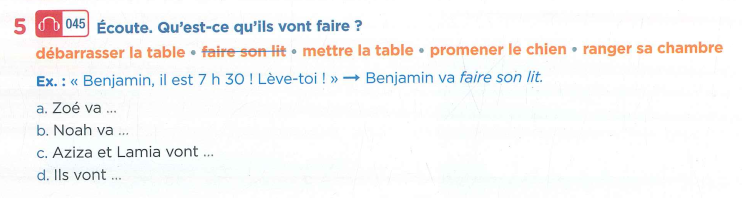 5 045 Écoute. Qu'est-ce qu'ils vont faire ?
débarrasser la table • faire son lit • mettre la table • promener le chien • ranger sa chambre
Ex. : « Benjamin, il est 7 h 30 ! Lève-toi ! » → Benjamin va faire son lit.
a. Zoé va ...
b. Noah va ...
c. Aziza et Lamia vont ...
d. Ils vont ...